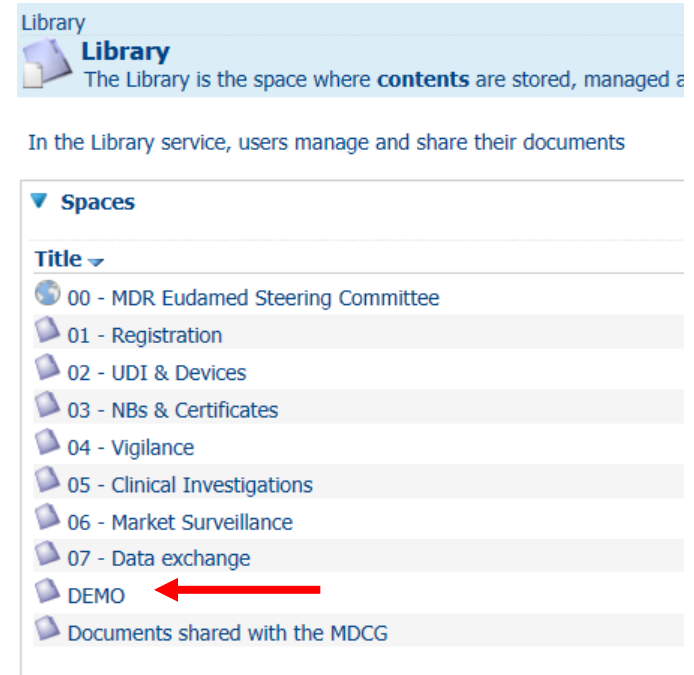 Library
Library
The Library is the space where contents are stored, managed
In the Library service, users manage and share their documents
Spaces
Title
00 - MDR Eudamed Steering Committee
01 - Registration
02 - UDI & Devices
03 - NBs & Certificates
04 - Vigilance
05 - Clinical Investigations
06 - Market Surveillance
07 - Data exchange
DEMO
Documents shared with the MDCG